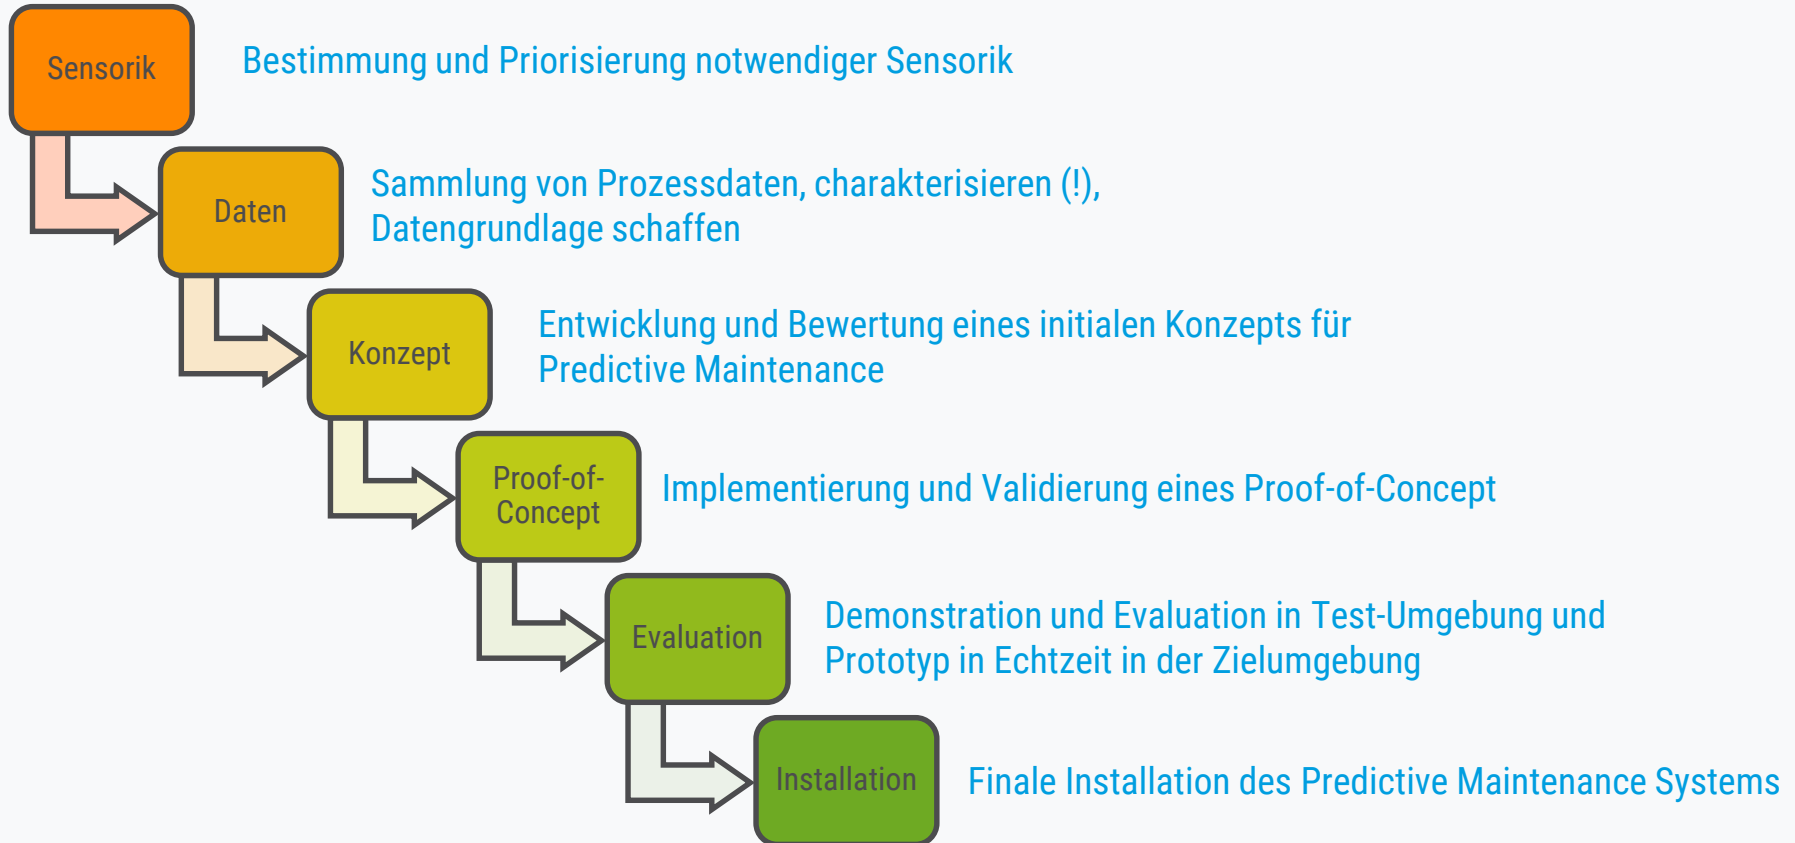 Sensorik
Bestimmung und Priorisierung notwendiger Sensorik
Daten
Sammlung von Prozessdaten, charakterisieren (!),
Datengrundlage schaffen
Konzept
Entwicklung und Bewertung eines initialen Konzepts für
Predictive Maintenance
Proof-of-
Concept
Implementierung und Validierung eines Proof-of-Concept
Evaluation
Demonstration und Evaluation in Test-Umgebung und
Prototyp in Echtzeit in der Zielumgebung
Installation
Finale Installation des Predictive Maintenance Systems